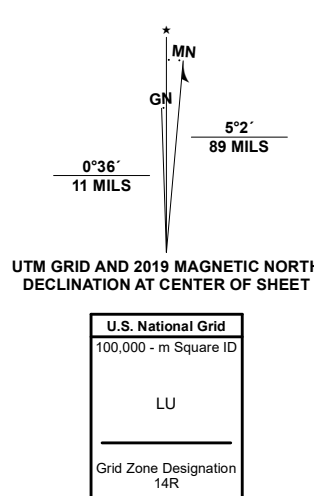 MN
GN
5°2´
89 MILS
0°36´
11 MILS
UTM GRID AND 2019 MAGNETIC NORTH
DECLINATION AT CENTER OF SHEET
U.S. National Grid
100,000 - m Square ID
LU
Grid Zone Designation
14R